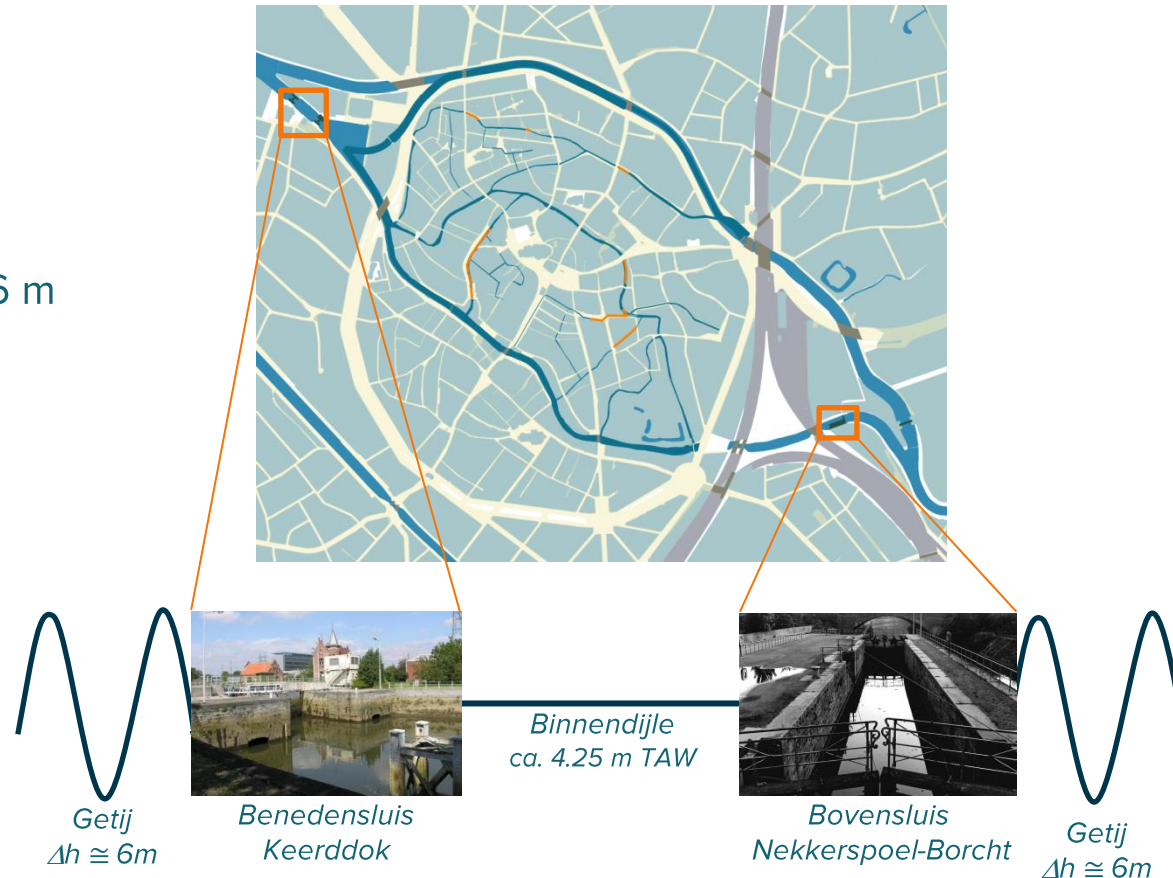 6 m
Binnendijle
ca. 4.25 m TAW
Getij
Δh ≅ 6m
Benedensluis
Keerddok
Bovensluis
Nekkerspoel-Borcht
Getij
Δh ≅ 6m